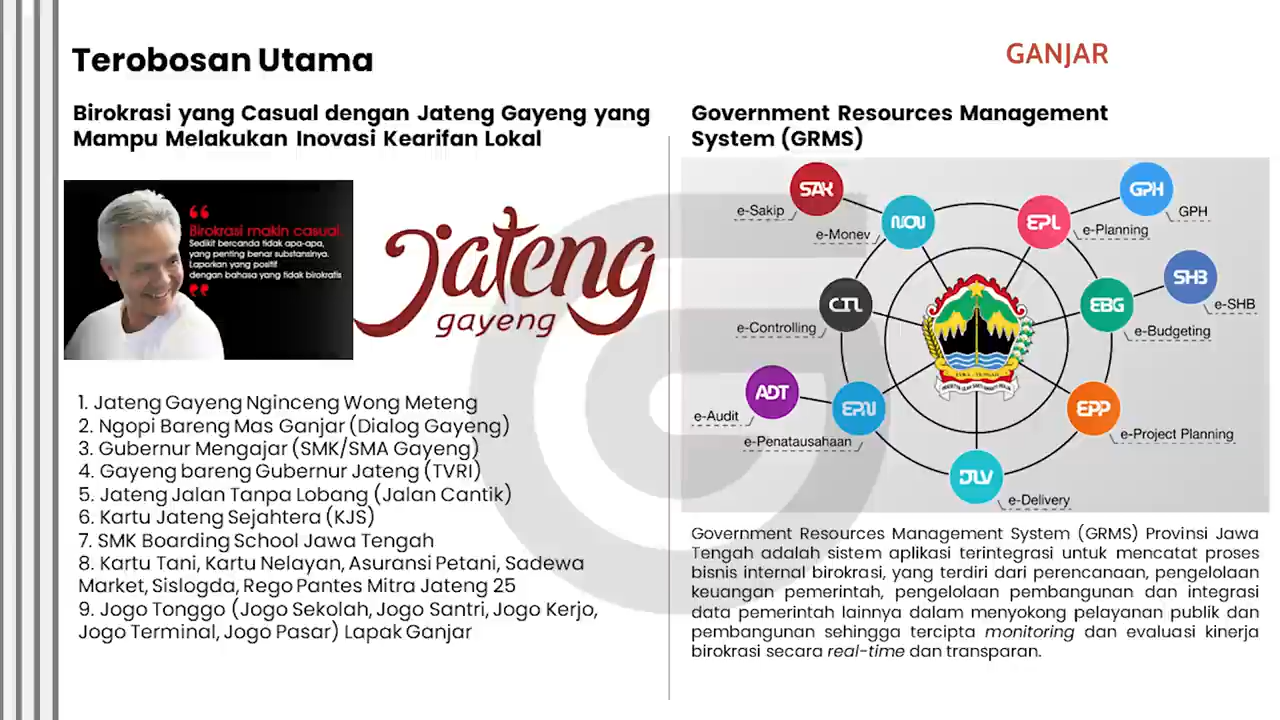 Terobosan Utama
GANJAR
Birokrasi yang Casual dengan Jateng Gayeng yang
Mampu Melakukan Inovasi Kearifan Lokal
Birokrasi makin casual.
Sedikit bercanda tidak apa-apa,
yang penting benar substansinya.
Laporkan yang positif
dengan bahasa yang tidak birokratis
jateng
gayeng
1. Jateng Gayeng Nginceng Wong Meteng
2. Ngopi Bareng Mas Ganjar (Dialog Gayeng)
3. Gubernur Mengajar (SMK/SMA Gayeng)
4. Gayeng bareng Gubernur Jateng (TVRI)
5. Jateng Jalan Tanpa Lobang (Jalan Cantik)
6. Kartu Jateng Sejahtera (KJS)
7. SMK Boarding School Jawa Tengah
8. Kartu Tani, Kartu Nelayan, Asuransi Petani, Sadewa
Market, Sislogda, Rego Pantes Mitra Jateng 25
9. Jogo Tonggo (Jogo Sekolah, Jogo Santri, Jogo Kerjo,
Jogo Terminal, Jogo Pasar) Lapak Ganjar
Government Resources Management
System (GRMS)
SAK
e-Sakip
MOV
e-Monev
EPL
e-Planning
GPH
GPH
CTL
e-Controlling
EBG
e-Budgeting
SHB
e-SHB
ADT
e-Audit
EPN
e-Penatausahaan
EPP
e-Project Planning
DLV
e-Delivery
JAWA - TENGAH
Government Resources Management System (GRMS) Provinsi Jawa
Tengah adalah sistem aplikasi terintegrasi untuk mencatat proses
bisnis internal birokrasi, yang terdiri dari perencanaan, pengelolaan
keuangan pemerintah, pengelolaan pembangunan dan integrasi
data pemerintah lainnya dalam menyokong pelayanan publik dan
pembangunan sehingga tercipta monitoring dan evaluasi kinerja
birokrasi secara real-time dan transparan.